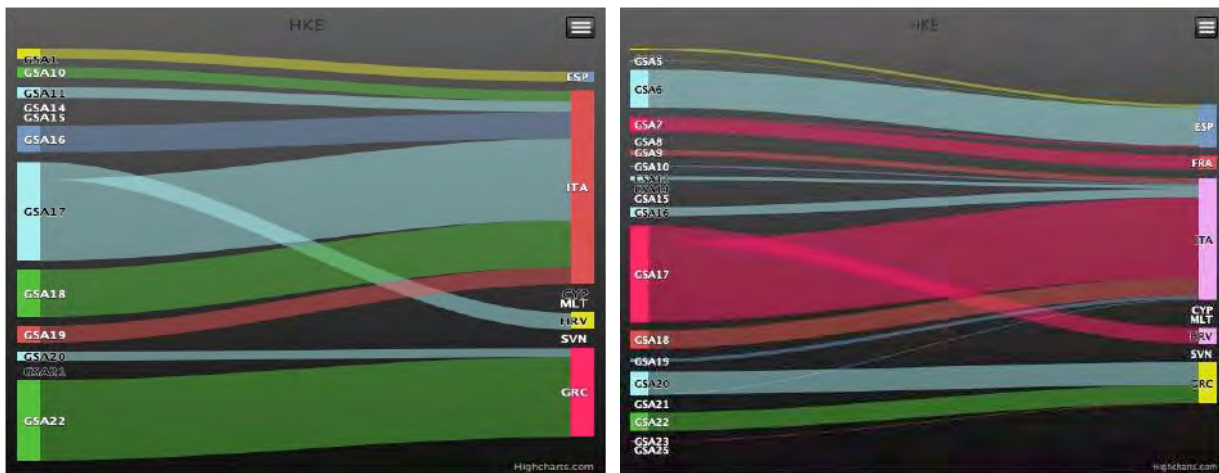 HKE
GSA1
GSA10
GSA11
GSA14
GSA15
GSA16
GSA17
GSA18
GSA19
GSA20
GSA21
GSA22
ESP
ITA
CYP
MLT
HRV
SVN
GRC
Highcharts.com
HKE
GSA5
GSA6
GSA7
GSA8
GSA9
GSA10
GSA15
GSA16
GSA17
GSA18
GSA19
GSA20
GSA21
GSA22
GSA23
GSA25
ESP
FRA
ITA
CYP
MLT
HRV
SVN
GRC
Highcharts.com